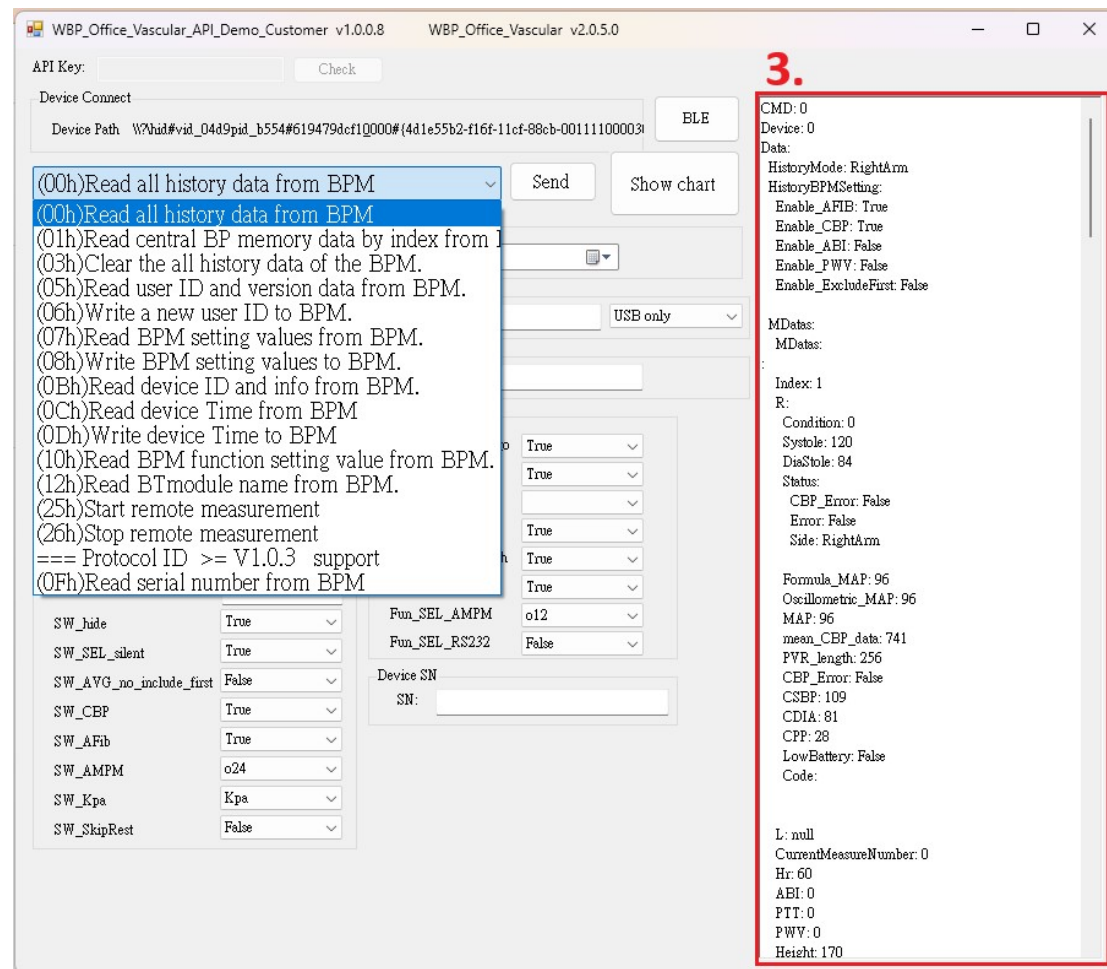 WBP_Office_Vascular_API_Demo_Customer v1.0.0.8 WBP_Office_Vascular v2.0.5.0
API Key:
Check
Device Connect
Device Path
BLE
(00h)Read all history data from BPM
Send
Show chart
(00h)Read all history data from BPM
(01h)Read central BP memory data by index from
(03h)Clear the all history data of the BPM.
(05h)Read user ID and version data from BPM.
(06h)Write a new user ID to BPM.
(07h)Read BPM setting values from BPM.
(08h)Write BPM setting values to BPM.
(0Bh)Read device ID and info from BPM.
(0Ch)Read device Time from BPM
(0Dh)Write device Time to BPM
(10h)Read BPM function setting value from BPM.
(12h)Read BTmodule name from BPM.
(25h)Start remote measurement
(26h)Stop remote measurement
=== Protocol ID >= V1.0.3 support
(0Fh)Read serial number from BPM
USB only
True
True
True
True
True
SW_hide True
SW_SEL_silent True
SW_AVG_no_include_first False
SW_CBP True
SW_AFib True
SW_AMPM o24
SW_Kpa Kpa
SW_SkipRest False
Fun_SEL_AMPM o12
Fun_SEL_RS232 False
Device SN
SN:
3.
CMD: 0
Device: 0
Data:
HistoryMode: RightArm
HistoryBPMSetting:
Enable_AFIB: True
Enable_CBP: True
Enable_ABI: False
Enable_PWV: False
Enable_ExcludeFirst: False
MDatas:
MDatas:
:
Index: 1
R:
Condition: 0
Systole: 120
DiaStole: 84
Status:
CBP_Error: False
Error: False
Side: RightArm
Formula_MAP: 96
Oscillometric_MAP: 96
MAP: 96
mean_CBP_data: 741
PVR_length: 256
CBP_Error: False
CSBP: 109
CDIA: 81
CPP: 28
LowBattery: False
Code:
L: null
CurrentMeasureNumber: 0
Hr: 60
ABI: 0
PTT: 0
PWV: 0
Height: 170